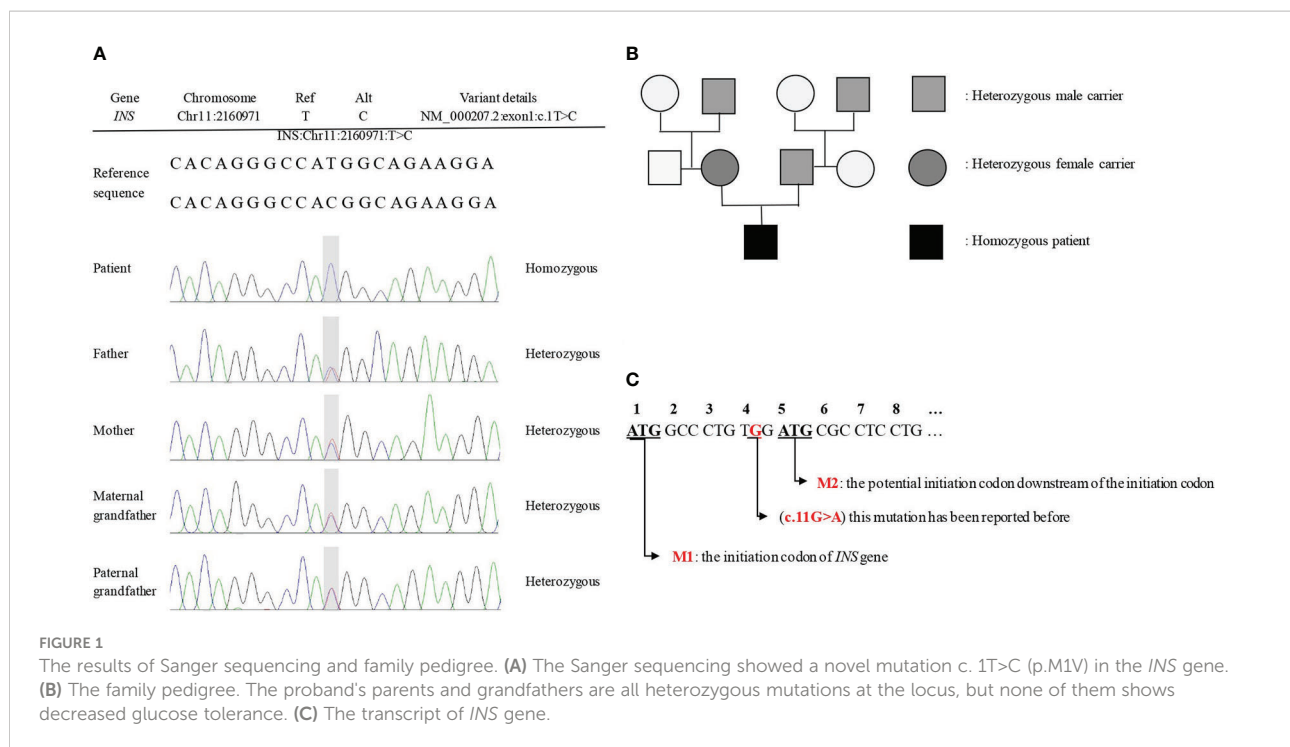 A
Gene Chromosome Ref Alt Variant details
INS Chr11:2160971 T C NM_000207.2:exon1:c.1T>C
INS:Chr11:2160971:T>C
Reference sequence
CACAGGGCCATGGCAGAAGGA
CACAGGGCCACGGCAGAAGGA
Patient Homozygous
Father Heterozygous
Mother Heterozygous
Maternal grandfather Heterozygous
Paternal grandfather Heterozygous
B
: Heterozygous male carrier
: Heterozygous female carrier
: Homozygous patient
C
1 2 3 4 5 6 7 8 ...
ATG GCC CTG TGG ATG CGC CTC CTG ...
M2: the potential initiation codon downstream of the initiation codon
(c.11G>A) this mutation has been reported before
M1: the initiation codon of INS gene
FIGURE 1
The results of Sanger sequencing and family pedigree. (A) The Sanger sequencing showed a novel mutation c. 1T>C (p.M1V) in the INS gene.
(B) The family pedigree. The proband's parents and grandfathers are all heterozygous mutations at the locus, but none of them shows
decreased glucose tolerance. (C) The transcript of INS gene.